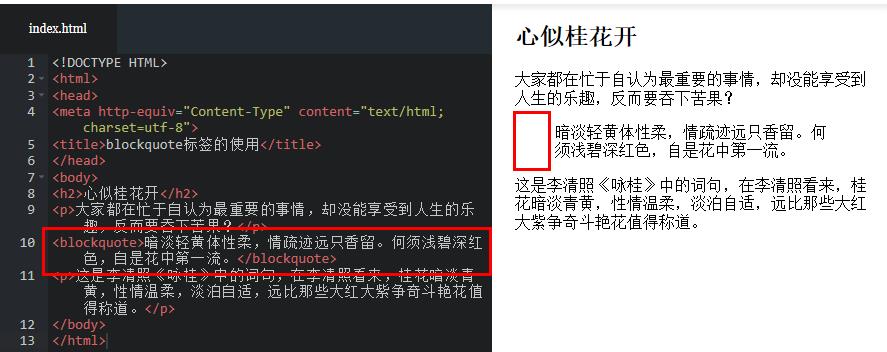 index.html
1 <!DOCTYPE HTML>
2 <html>
3 <head>
4 <meta http-equiv="Content-Type" content="text/html;
charset=utf-8">
5 <title>blockquote标签的使用</title>
6 </head>
7 <body>
8 <h2>心似桂花开</h2>
9 <p>大家都在忙于自认为最重要的事情，却没能享受到人生的乐
趣，反而要吞下苦果？</p>
10 <blockquote>暗淡轻黄体性柔，情疏迹远只香留。何须浅碧深红
色，自是花中第一流。</blockquote>
11 <p>这是李清照《咏桂》中的词句，在李清照看来，桂花暗淡青
黄，性情温柔，淡泊自适，远比那些大红大紫争奇斗艳花值
得称道。</p>
12 </body>
13 </html>
心似桂花开
大家都在忙于自认为最重要的事情，却没能享受到
人生的乐趣，反而要吞下苦果？
暗淡轻黄体性柔，情疏迹远只香留。何
须浅碧深红色，自是花中第一流。
这是李清照《咏桂》中的词句，在李清照看来，桂
花暗淡青黄，性情温柔，淡泊自适，远比那些大红
大紫争奇斗艳花值得称道。